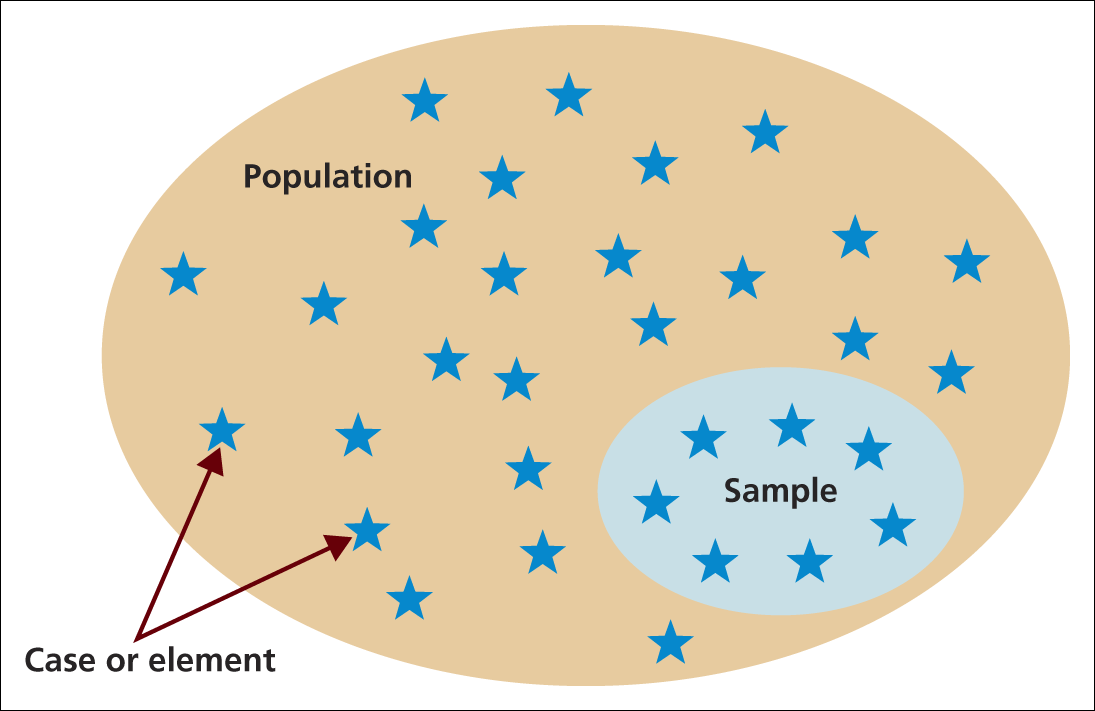 Population
Sample
Case or element